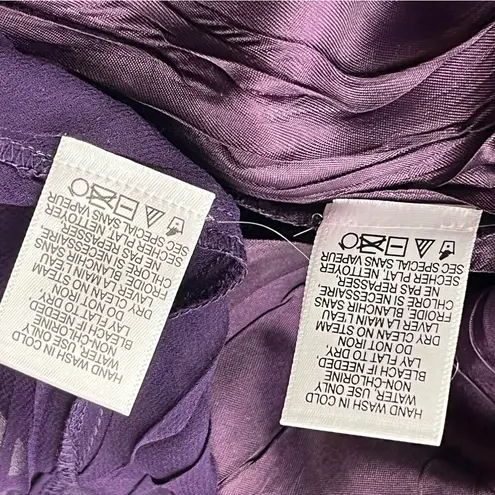 HAND WASH IN COLD
WATER, USE ONLY
NON-CHLORINE
BLEACH IF NEEDED
LAY FLAT TO DRY,
DO NOT IRON
DRY CLEAN NO STEAM
LAVER LA MAIN L'EAU
FROIDE, BLANCHIR SANS
CHLORE SI NECESSAIRE
NE PAS REPASSER,
SECHER PLAT, NETTOYER
SEC SPECIAL SANS VAPEUR
HAND WASH IN COLD
WATER, USE ONLY
NON-CHLORINE
BLEACH IF NEEDED
LAY FLAT TO DRY,
DO NOT IRON
DRY CLEAN NO STEAM
LAVER LA MAIN L'EAU
FROIDE, BLANCHIR SANS
CHLORE SI NECESSAIRE
NE PAS REPASSER,
SECHER PLAT, NETTOYER
SEC SPECIAL SANS VAPEUR